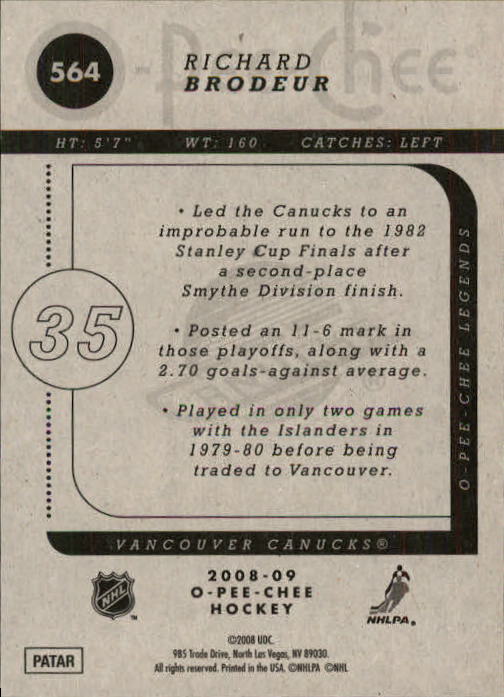 O-Pee-Chee
564
RICHARD
BRODEUR
HT: 5'7" WT: 160 CATCHES: LEFT
• Led the Canucks to an
improbable run to the 1982
Stanley Cup Finals after
a second-place
Smythe Division finish.
35
• Posted an 11-6 mark in
those playoffs, along with a
2.70 goals-against average.
• Played in only two games
with the Islanders in
1979-80 before being
traded to Vancouver.
O-PEE-CHEE LEGENDS
VANCOUVER CANUCKS®
2008-09
O-PEE-CHEE
HOCKEY
NHL
TM
NHLPA®
©2008 UDC.
985 Trade Drive, North Las Vegas, NV 89030.
All rights reserved. Printed in the USA. ©NHLPA ©NHL
PATAR